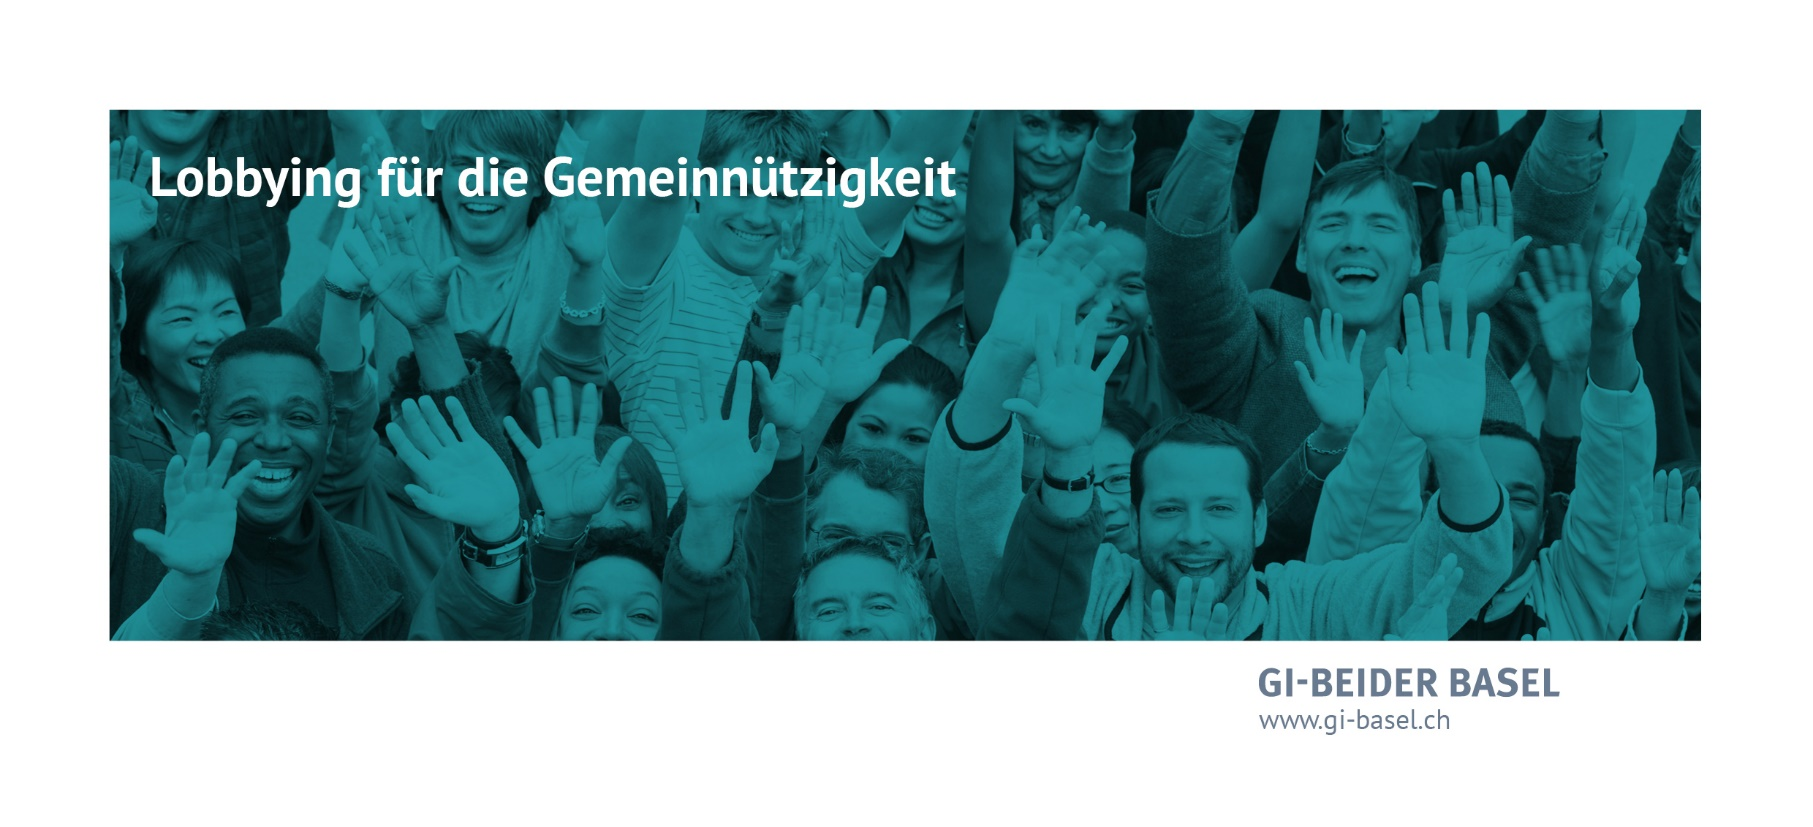 Lobbying für die Gemeinnützigkeit
GI-BEIDER BASEL
www.gi-basel.ch